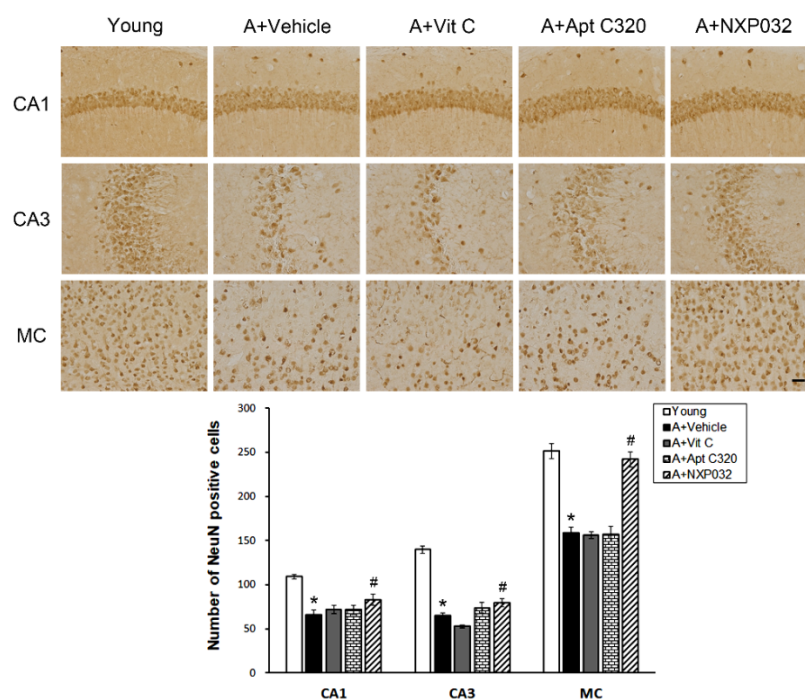 Young A+Vehicle A+Vit C A+Apt C320 A+NXP032
CA1
CA3
MC
Number of NeuN positive cells
300
250
200
150
100
50
0
Young
A+Vehicle
A+Vit C
A+Apt C320
A+NXP032
* #
* #
* #
CA1 CA3 MC